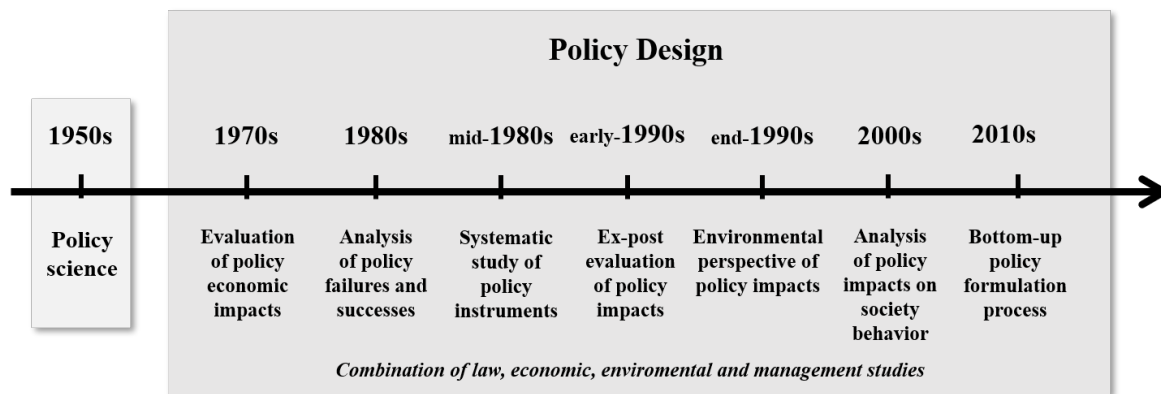 Policy Design
1950s
1970s
1980s
mid-1980s
early-1990s
end-1990s
2000s
2010s
Policy
science
Evaluation
of policy
economic
impacts
Analysis
of policy
failures and
successes
Systematic
study of
policy
instruments
Ex-post
evaluation
of policy
impacts
Environmental
perspective of
policy impacts
Analysis
of policy
impacts on
society
behavior
Bottom-up
policy
formulation
process
Combination of law, economic, enviromental and management studies